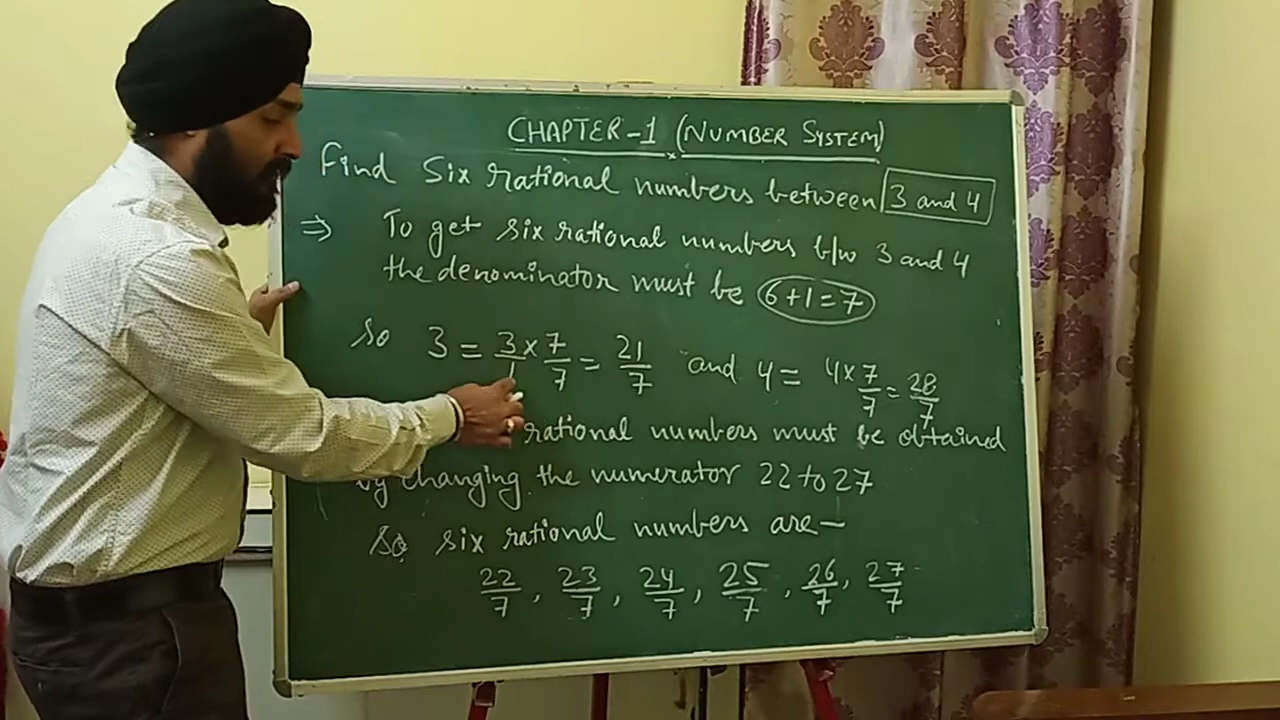 CHAPTER-1 (NUMBER SYSTEM)
Find Six rational numbers between 3 and 4
⇒ To get six rational numbers b/w 3 and 4
the denominator must be 6+1=7
So 3 = 3/1 × 7/7 = 21/7 and 4 = 4×7/7 = 28/7
rational numbers must be obtained
by changing the numerator 22 to 27
So, six rational numbers are—
22/7, 23/7, 24/7, 25/7, 26/7, 27/7